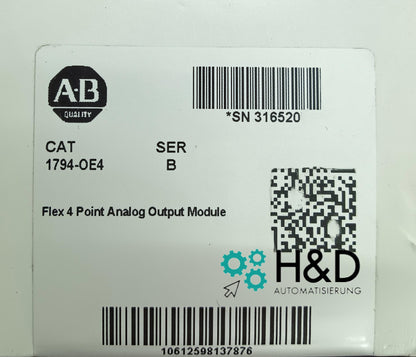 A·B
QUALITY
*SN 316520
CAT SER
1794-OE4 B
Flex 4 Point Analog Output Module
H&D
AUTOMATISIERUNG
10612598137876